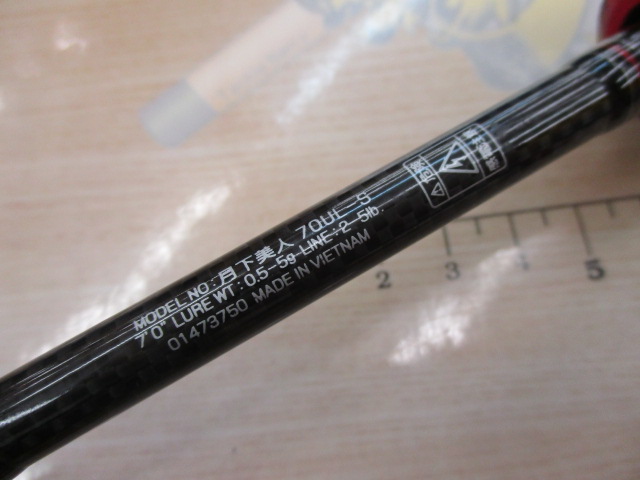 MODEL NO.:月下美人 70UL-S
7'0" LURE WT.:0.5-5g LINE:2-5lb.
01473750 MADE IN VIETNAM
2 3 4 5